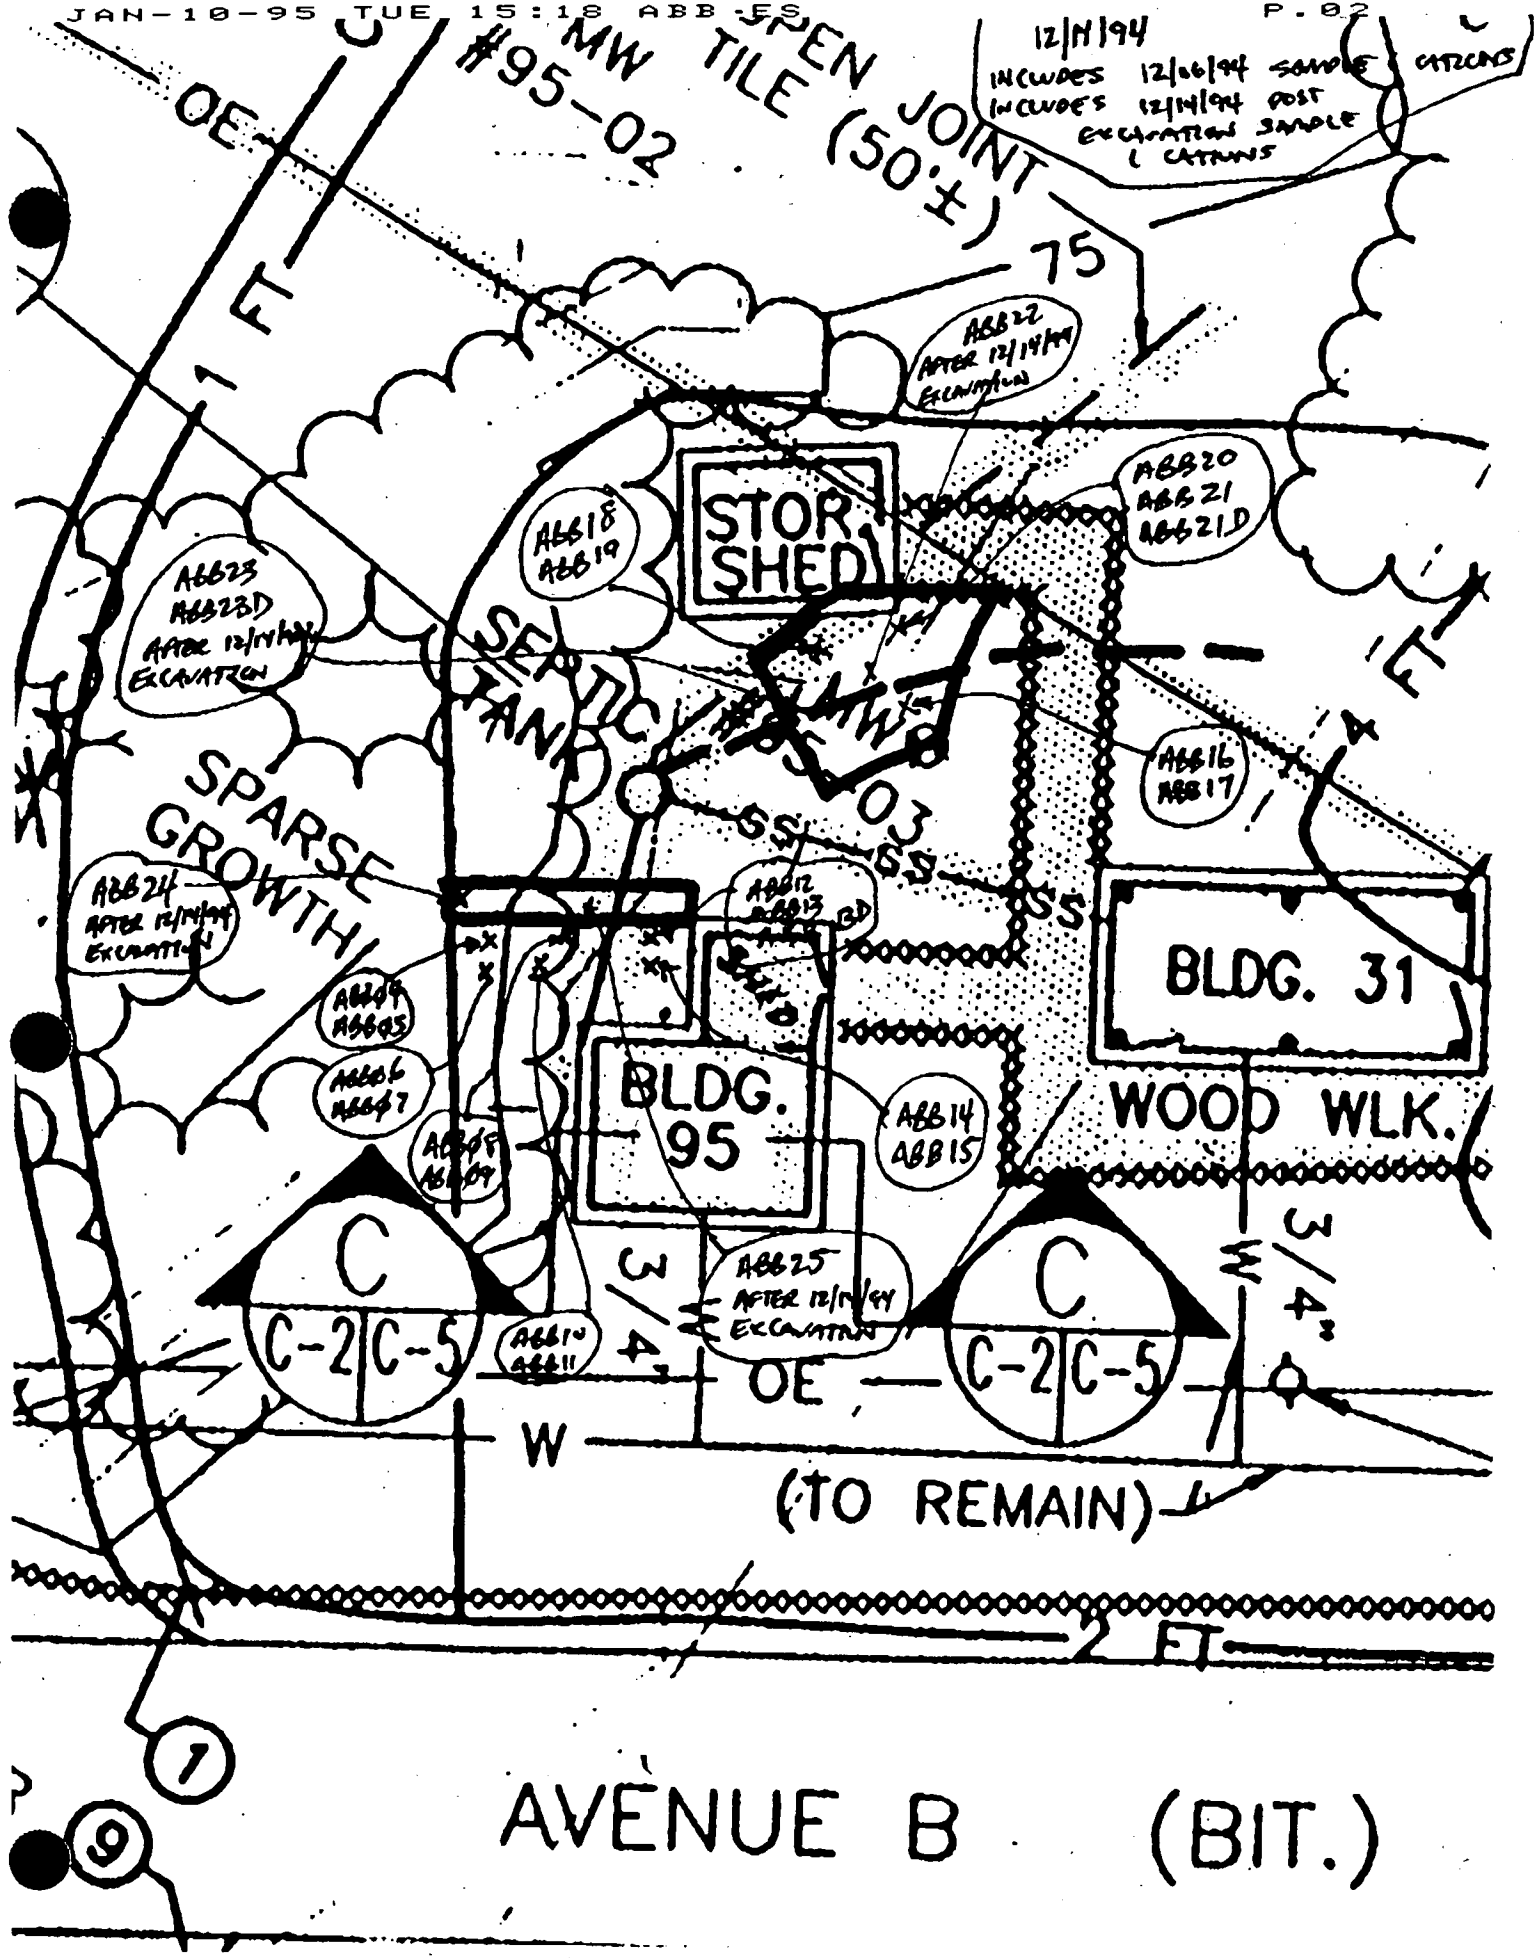 JAN-10-95 TUE 15:18 ABB-ES P.02
12/14/94
INCLUDES 12/06/94 SAMPLE
INCLUDES 12/14/94 POST
EXCAVATION SAMPLE
MW
#95-02
OPEN JOINT
TILE (50'±)
OE
1 FT
75
ABB22
AFTER 12/14/94
EXCAVATION
ABB20
ABB21
ABB21D
ABB18
ABB19
STOR.
SHED
ABB23
ABB23D
AFTER 12/14/94
EXCAVATION
SEPTIC
TANK
MW
95-03
4 FT
ABB16
ABB17
SPARSE
GROWTH
SS
SS
SS
ABB24
AFTER 12/14/94
EXCAVATION
ABB12
ABB13
BLDG. 31
ABB05
ABB06
ABB07
BLDG.
95
WOOD WLK.
ABB14
ABB15
ABB08
ABB09
C
C-2 C-5
3/4"
W
ABB25
AFTER 12/14/94
EXCAVATION
C
C-2 C-5
3/4"
W
ABB10
ABB11
OE
W
(TO REMAIN)
2 FT
1
AVENUE B (BIT.)
9